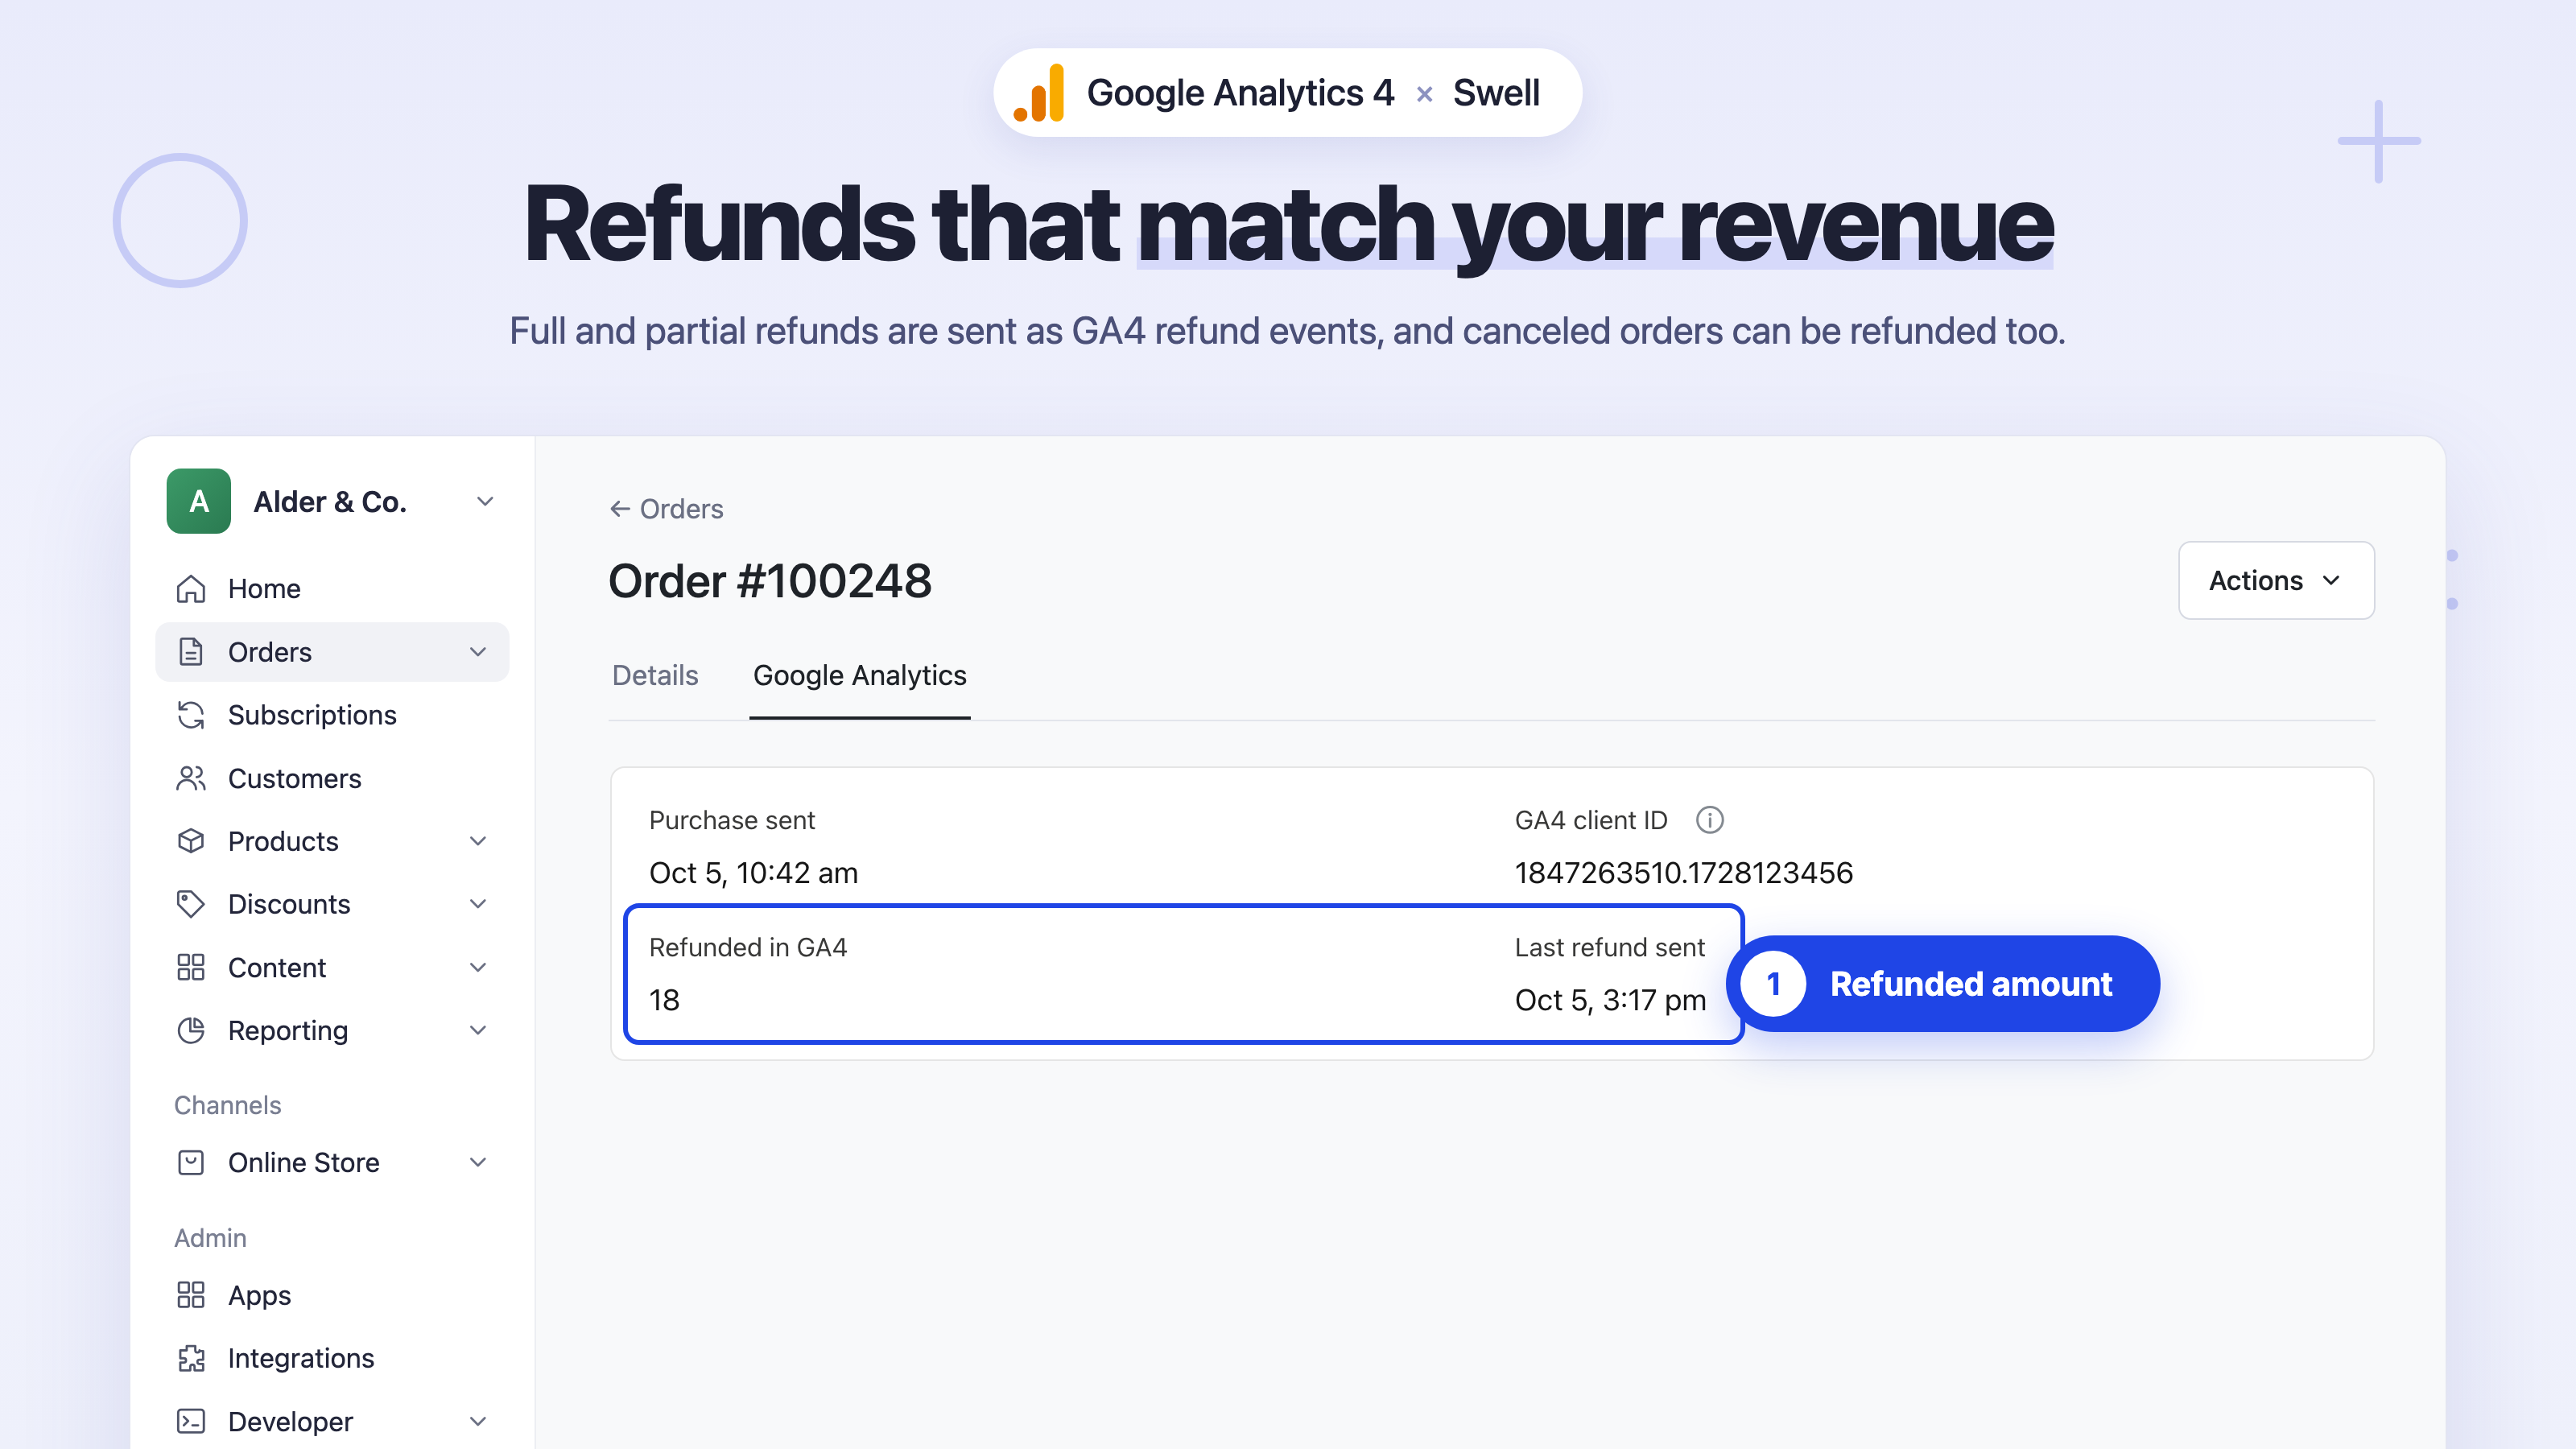 Google Analytics 4 × Swell
Refunds that match your revenue
Full and partial refunds are sent as GA4 refund events, and canceled orders can be refunded too.
A
Alder & Co.
Home
Orders
Subscriptions
Customers
Products
Discounts
Content
Reporting
Channels
Online Store
Admin
Apps
Integrations
Developer
← Orders
Order #100248
Actions
Details
Google Analytics
Purchase sent
Oct 5, 10:42 am
GA4 client ID
1847263510.1728123456
Refunded in GA4
18
Last refund sent
Oct 5, 3:17 pm
1 Refunded amount